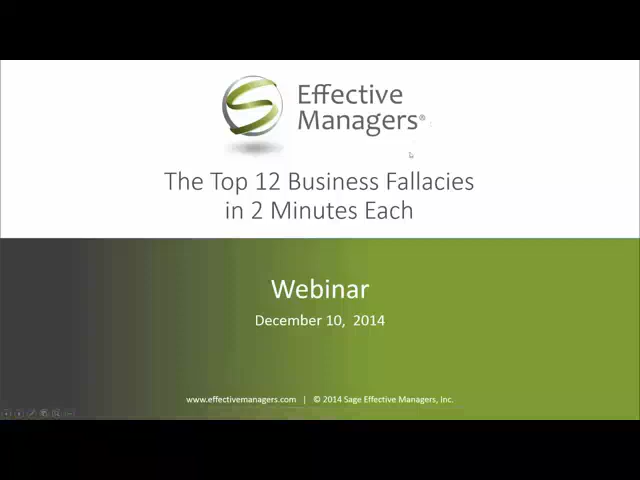 Effective
Managers®
The Top 12 Business Fallacies
in 2 Minutes Each
Webinar
December 10, 2014
www.effectivemanagers.com | © 2014 Sage Effective Managers, Inc.